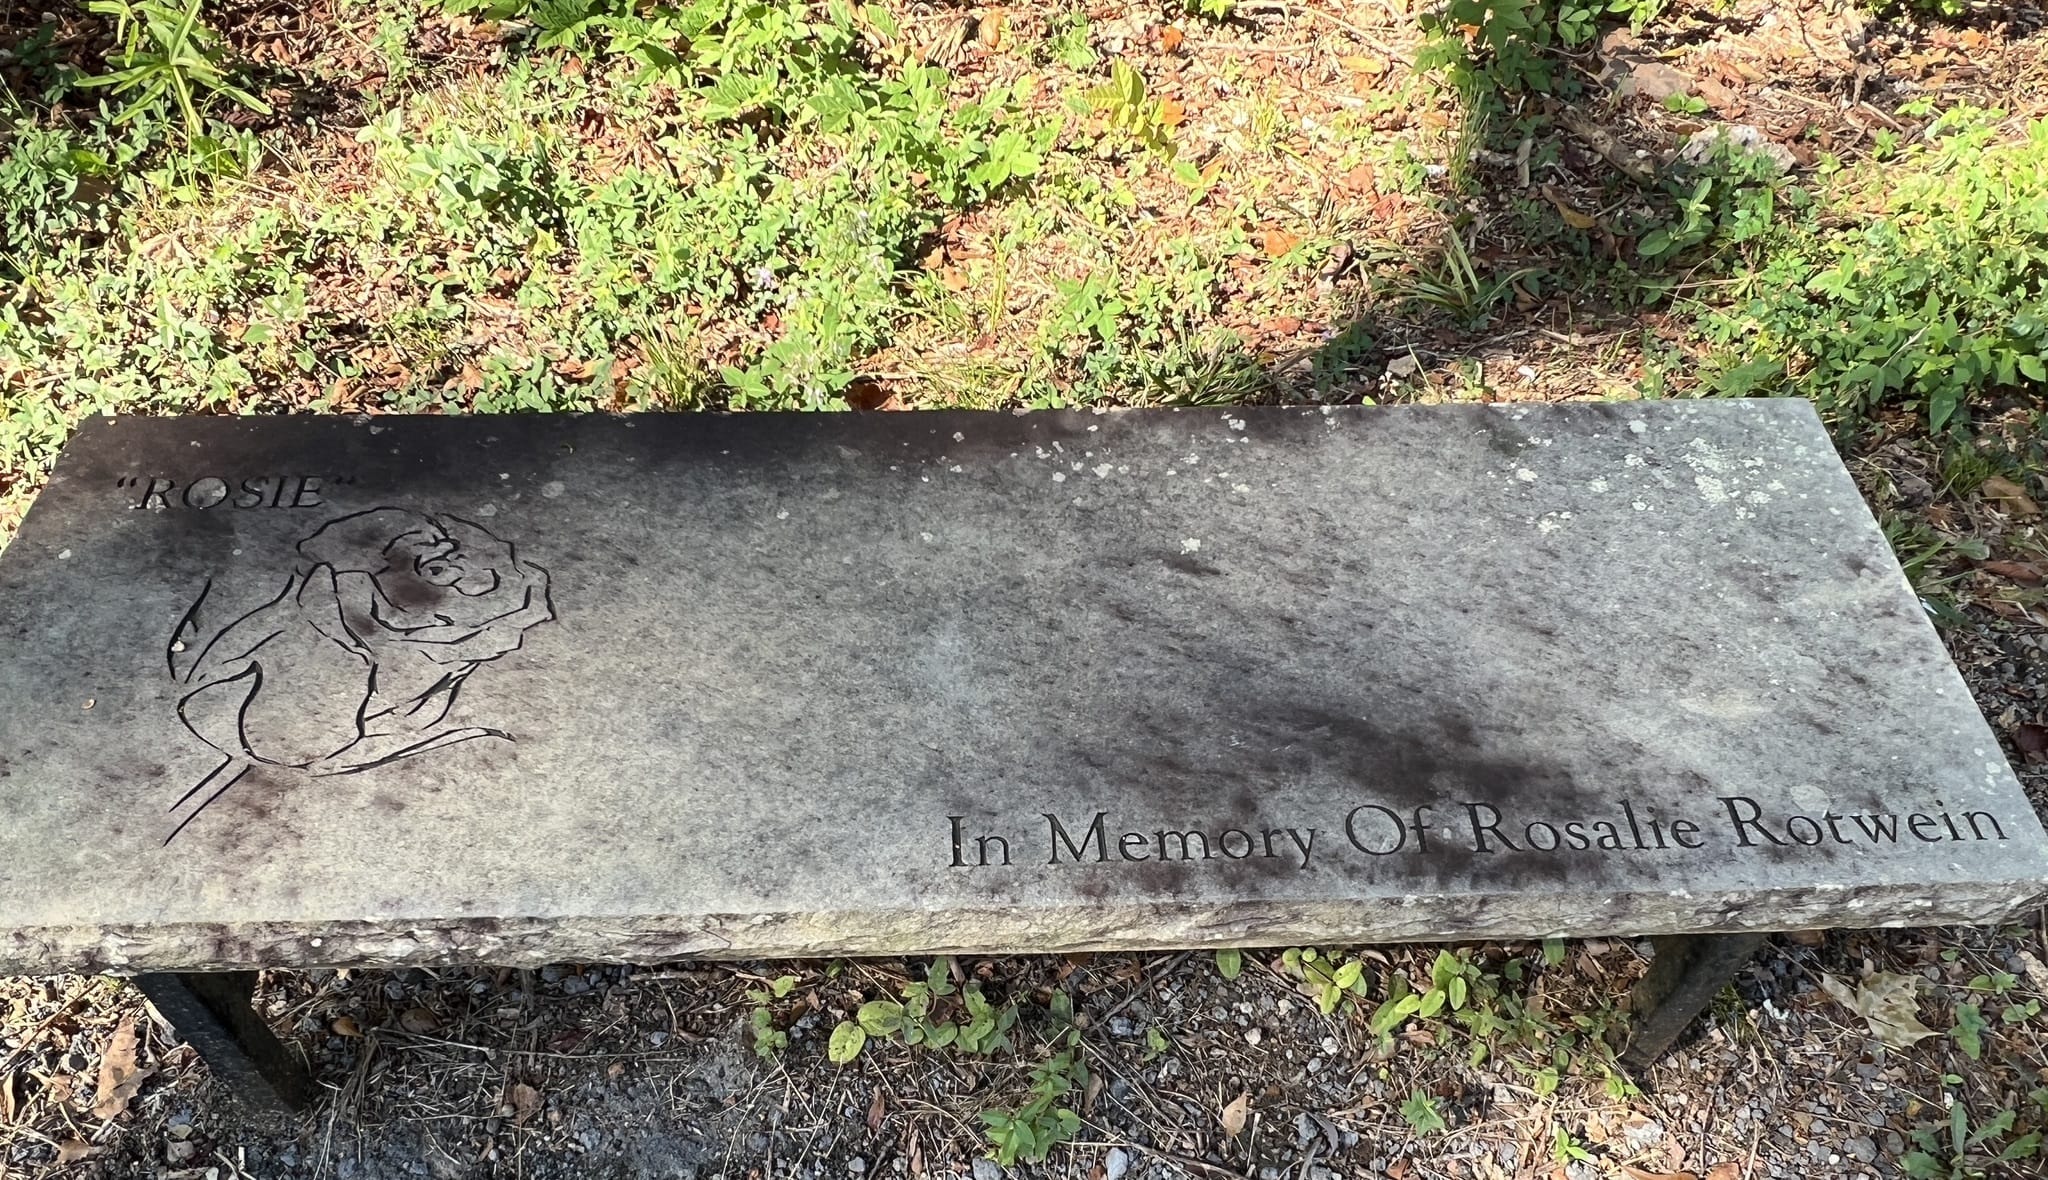 "ROSIE"
In Memory Of Rosalie Rotwein